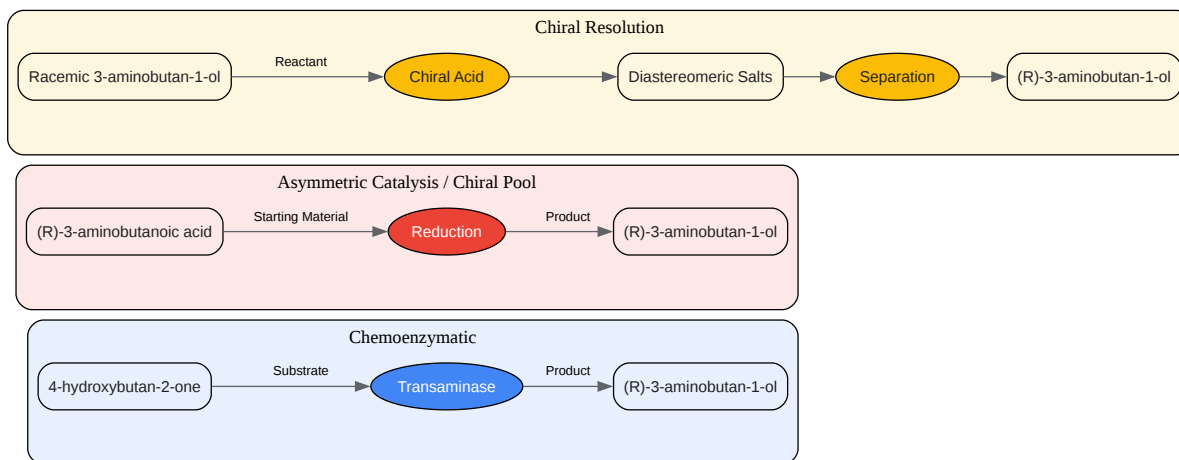 Chiral Resolution
Racemic 3-aminobutan-1-ol
Reactant
Chiral Acid
Diastereomeric Salts
Separation
(R)-3-aminobutan-1-ol
Asymmetric Catalysis / Chiral Pool
(R)-3-aminobutanoic acid
Starting Material
Reduction
Product
(R)-3-aminobutan-1-ol
Chemoenzymatic
4-hydroxybutan-2-one
Substrate
Transaminase
Product
(R)-3-aminobutan-1-ol